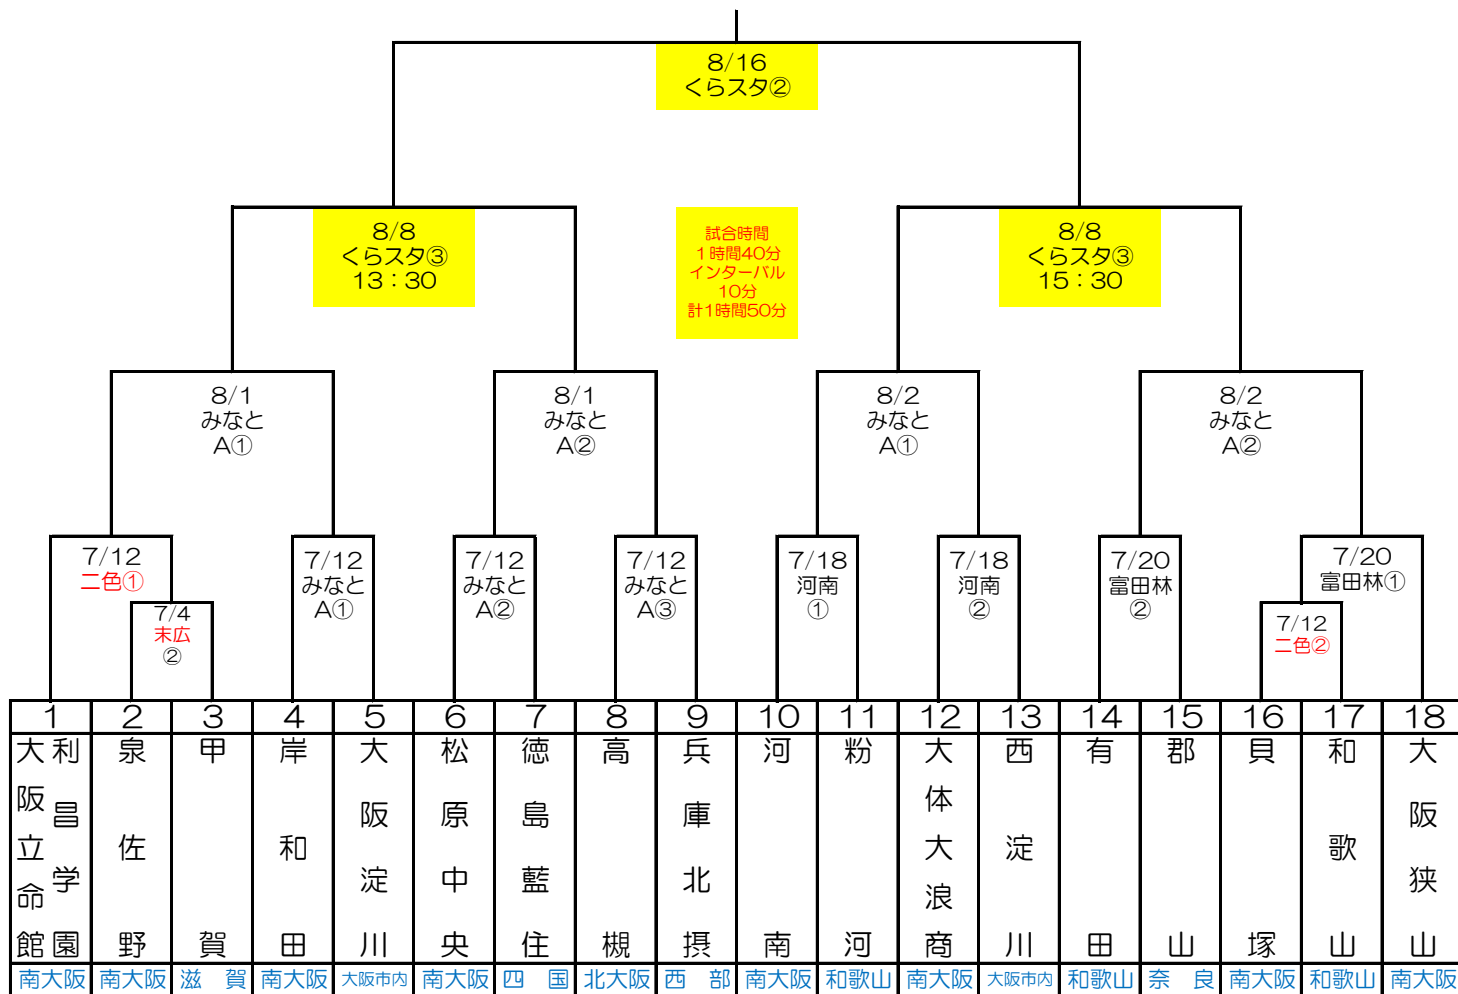 8/16
くらスタ②
8/8
くらスタ③
13：30
試合時間
１時間40分
インターバル
10分
計1時間50分
8/8
くらスタ③
15：30
8/1
みなと
A①
8/1
みなと
A②
8/2
みなと
A①
8/2
みなと
A②
7/12
二色①
7/12
みなと
A①
7/12
みなと
A②
7/12
みなと
A③
7/18
河南
①
7/18
河南
②
7/20
富田林
②
7/20
富田林①
7/4
末広
②
7/12
二色②
1 2 3 4 5 6 7 8 9 10 11 12 13 14 15 16 17 18
大阪立命館
利昌学園
泉佐野
甲賀
岸和田
大阪淀川
松原中央
徳島藍住
高槻
兵庫北摂
河南
粉河
大体大浪商
西淀川
有田
郡山
貝塚
和歌山
大阪狭山
南大阪 南大阪 滋賀 南大阪 大阪市内 南大阪 四国 北大阪 西部 南大阪 和歌山 南大阪 大阪市内 和歌山 奈良 南大阪 和歌山 南大阪